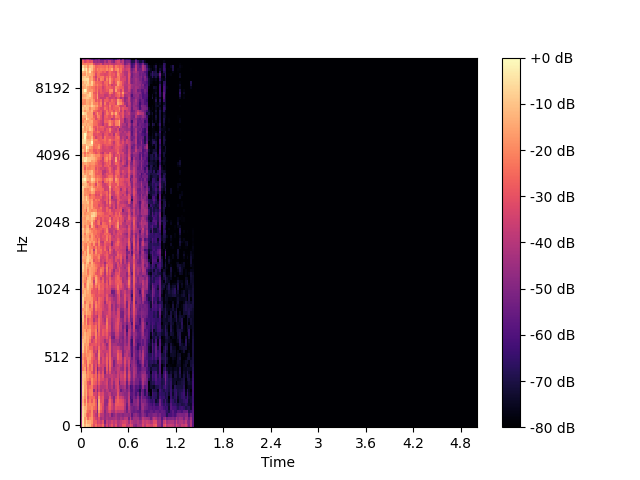 8192
4096
2048
1024
512
0
Hz
0 0.6 1.2 1.8 2.4 3 3.6 4.2 4.8
Time
+0 dB
-10 dB
-20 dB
-30 dB
-40 dB
-50 dB
-60 dB
-70 dB
-80 dB